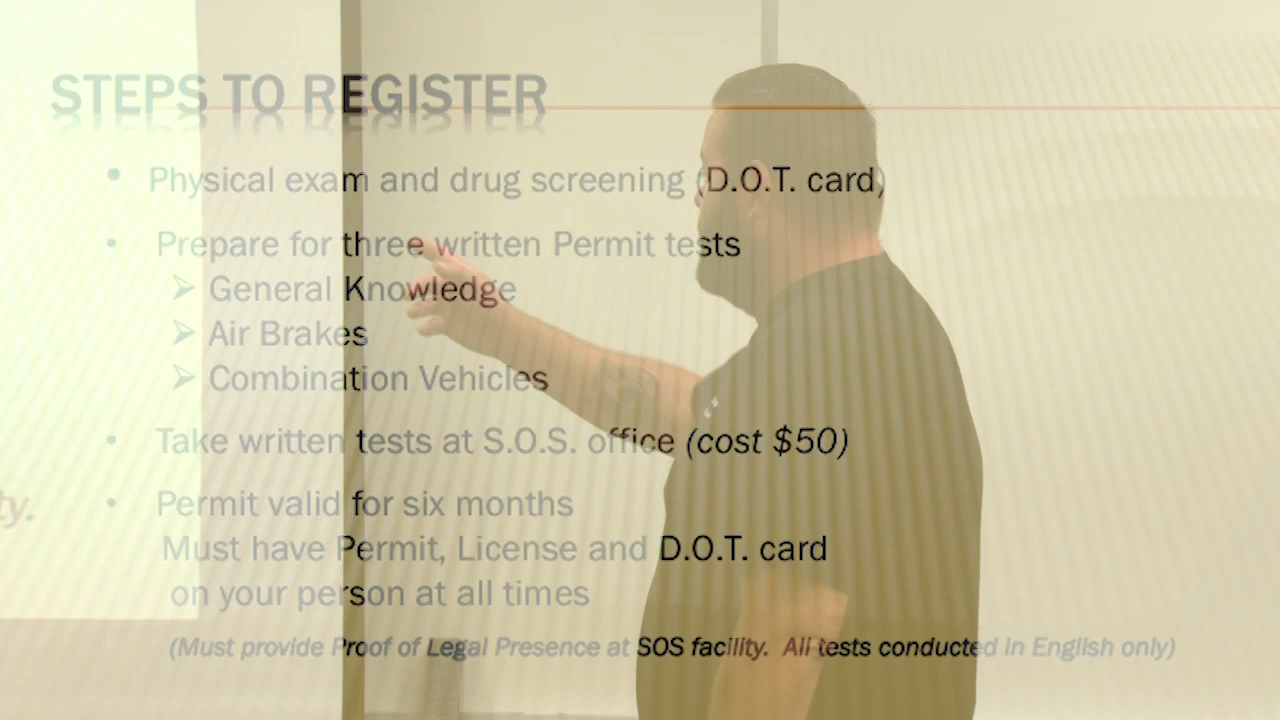 STEPS TO REGISTER
• Physical exam and drug screening (D.O.T. card)
• Prepare for three written Permit tests
➢ General Knowledge
➢ Air Brakes
➢ Combination Vehicles
• Take written tests at S.O.S. office (cost $50)
• Permit valid for six months
Must have Permit, License and D.O.T. card
on your person at all times
ty.
(Must provide Proof of Legal Presence at SOS facility. All tests conducted in English only)